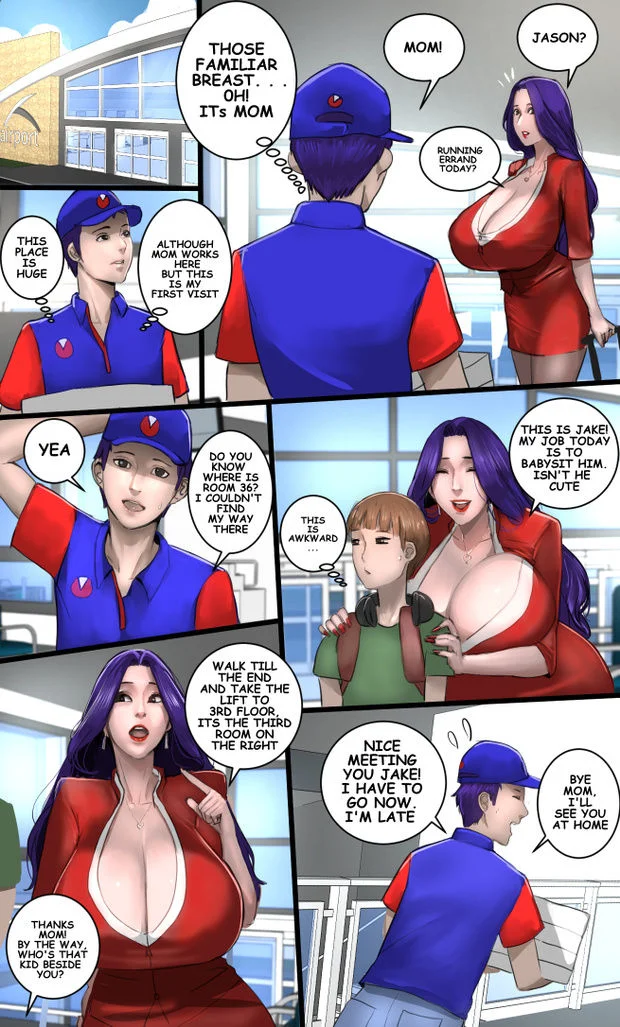 airport
THOSE
FAMILIAR
BREAST. . .
OH!
ITs MOM
MOM!
JASON?
RUNNING
ERRAND
TODAY?
THIS
PLACE
IS
HUGE
ALTHOUGH
MOM WORKS
HERE
BUT THIS
IS MY
FIRST VISIT
YEA
DO YOU
KNOW
WHERE IS
ROOM 36?
I COULDN'T
FIND
MY WAY
THERE
THIS IS JAKE!
MY JOB TODAY
IS TO
BABYSIT HIM.
ISN'T HE
CUTE
THIS
IS
AWKWARD
...
WALK TILL
THE END
AND TAKE THE
LIFT TO
3RD FLOOR,
ITS THE THIRD
ROOM ON
THE RIGHT
THANKS
MOM!
BY THE WAY,
WHO'S THAT
KID BESIDE
YOU?
NICE
MEETING
YOU JAKE!
I HAVE TO
GO NOW.
I'M LATE
BYE
MOM,
I'LL
SEE YOU
AT HOME